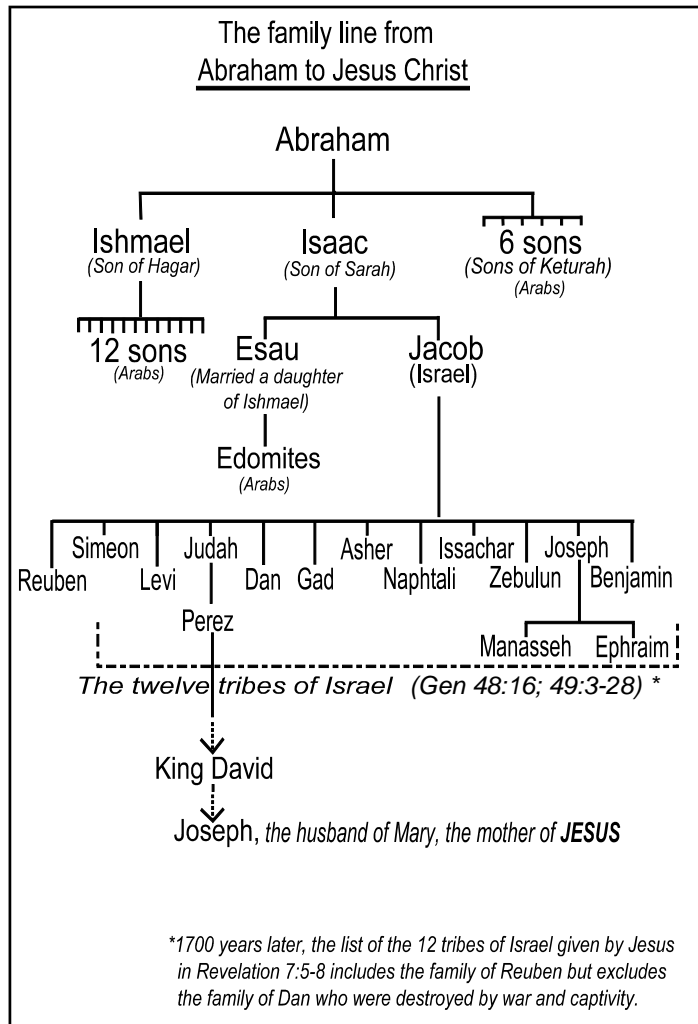 The family line from
Abraham to Jesus Christ
Abraham
Ishmael
(Son of Hagar)
Isaac
(Son of Sarah)
6 sons
(Sons of Keturah)
(Arabs)
12 sons
(Arabs)
Esau
(Married a daughter
of Ishmael)
Jacob
(Israel)
Edomites
(Arabs)
Simeon Judah Asher Issachar Joseph
Reuben Levi Dan Gad Naphtali Zebulun Benjamin
Perez
Manasseh Ephraim
The twelve tribes of Israel (Gen 48:16; 49:3-28) *
King David
Joseph, the husband of Mary, the mother of JESUS
*1700 years later, the list of the 12 tribes of Israel given by Jesus
in Revelation 7:5-8 includes the family of Reuben but excludes
the family of Dan who were destroyed by war and captivity.